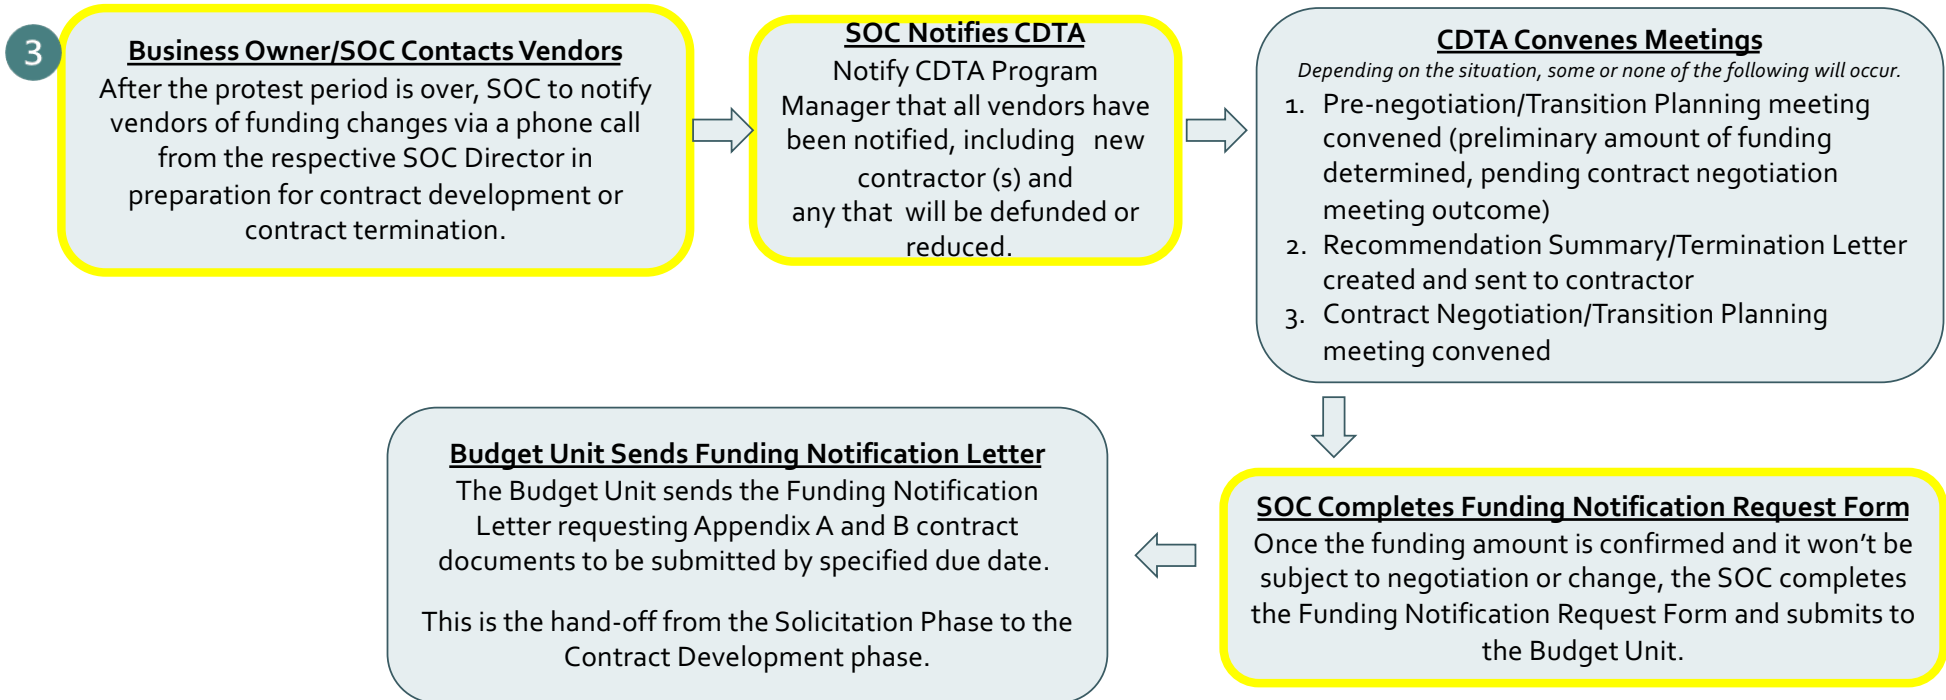 3
Business Owner/SOC Contacts Vendors
After the protest period is over, SOC to notify
vendors of funding changes via a phone call
from the respective SOC Director in
preparation for contract development or
contract termination.
SOC Notifies CDTA
Notify CDTA Program
Manager that all vendors have
been notified, including new
contractor (s) and
any that will be defunded or
reduced.
CDTA Convenes Meetings
Depending on the situation, some or none of the following will occur.
1. Pre-negotiation/Transition Planning meeting
convened (preliminary amount of funding
determined, pending contract negotiation
meeting outcome)
2. Recommendation Summary/Termination Letter
created and sent to contractor
3. Contract Negotiation/Transition Planning
meeting convened
SOC Completes Funding Notification Request Form
Once the funding amount is confirmed and it won't be
subject to negotiation or change, the SOC completes
the Funding Notification Request Form and submits to
the Budget Unit.
Budget Unit Sends Funding Notification Letter
The Budget Unit sends the Funding Notification
Letter requesting Appendix A and B contract
documents to be submitted by specified due date.
This is the hand-off from the Solicitation Phase to the
Contract Development phase.